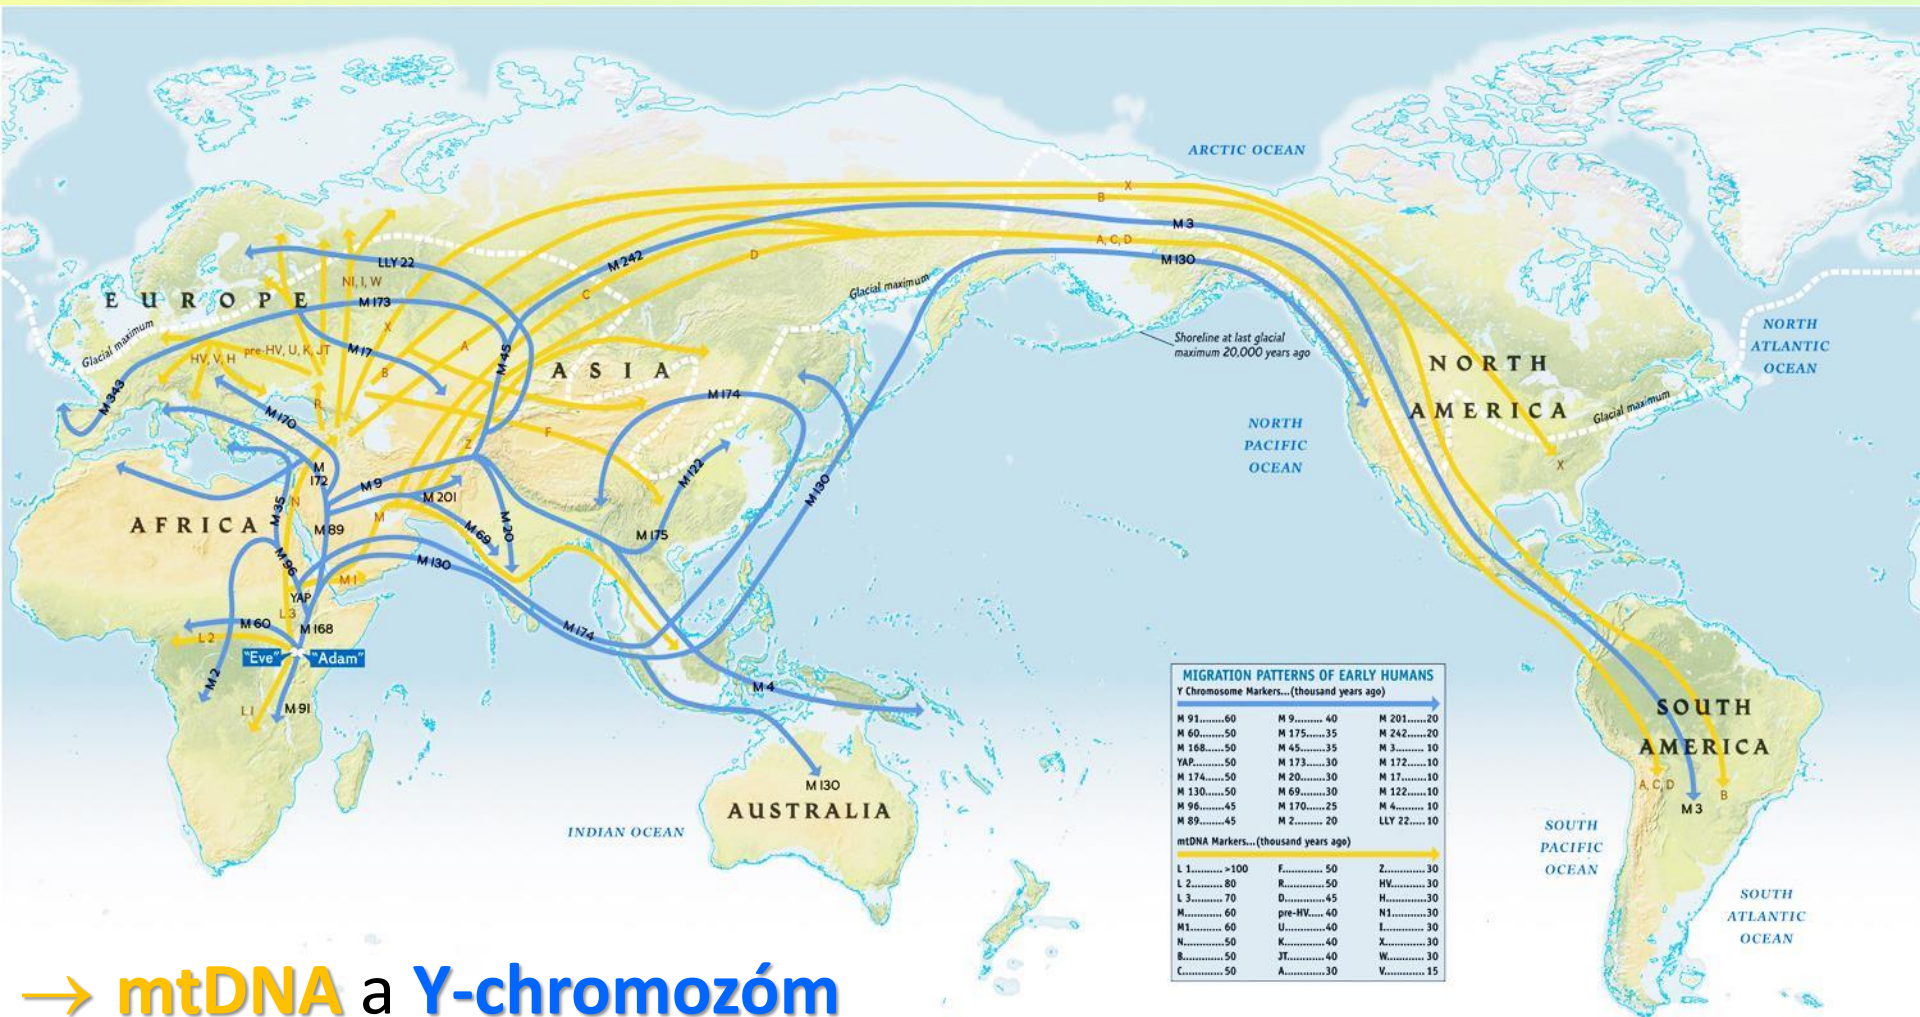 ARCTIC OCEAN
X
B
M 3
A, C, D
M 130
M 242
D
LLY 22
NI, I, W
C
EUROPE
M 173
Glacial maximum
Glacial maximum
X
A
M 17
HV, V, H
pre-HV, U, K, JT
B
M 45
ASIA
M 343
R
M 170
M 174
Z
F
Shoreline at last glacial
maximum 20,000 years ago
NORTH
ATLANTIC
OCEAN
NORTH
AMERICA
Glacial maximum
NORTH
PACIFIC
OCEAN
X
M
172
M 9
M 201
M 122
M 130
M 35
N
M
AFRICA
M 89
M 69
M 20
M 175
M 96
M 1
M 130
YAP
L 3
M 60
M 168
L 2
M 174
"Eve"
"Adam"
M 2
L 1
M 91
M 4
M 130
AUSTRALIA
INDIAN OCEAN
SOUTH
AMERICA
A, C, D
B
M 3
SOUTH
PACIFIC
OCEAN
SOUTH
ATLANTIC
OCEAN
MIGRATION PATTERNS OF EARLY HUMANS
Y Chromosome Markers...(thousand years ago)
M 91........60 M 9......... 40 M 201......20
M 60........50 M 175......35 M 242......20
M 168......50 M 45........35 M 3......... 10
YAP..........50 M 173......30 M 172......10
M 174......50 M 20........30 M 17........10
M 130......50 M 69........30 M 122......10
M 96........45 M 170......25 M 4......... 10
M 89........45 M 2......... 20 LLY 22..... 10
mtDNA Markers...(thousand years ago)
L 1.......... >100 F............. 50 Z............. 30
L 2.......... 80 R............. 50 HV........... 30
L 3.......... 70 D............. 45 H............. 30
M............ 60 pre-HV..... 40 N1........... 30
M1.......... 60 U............. 40 I.............. 30
N............. 50 K............. 40 X............. 30
B............. 50 JT............ 40 W............ 30
C............. 50 A............. 30 V............. 15
→ mtDNA a Y-chromozóm